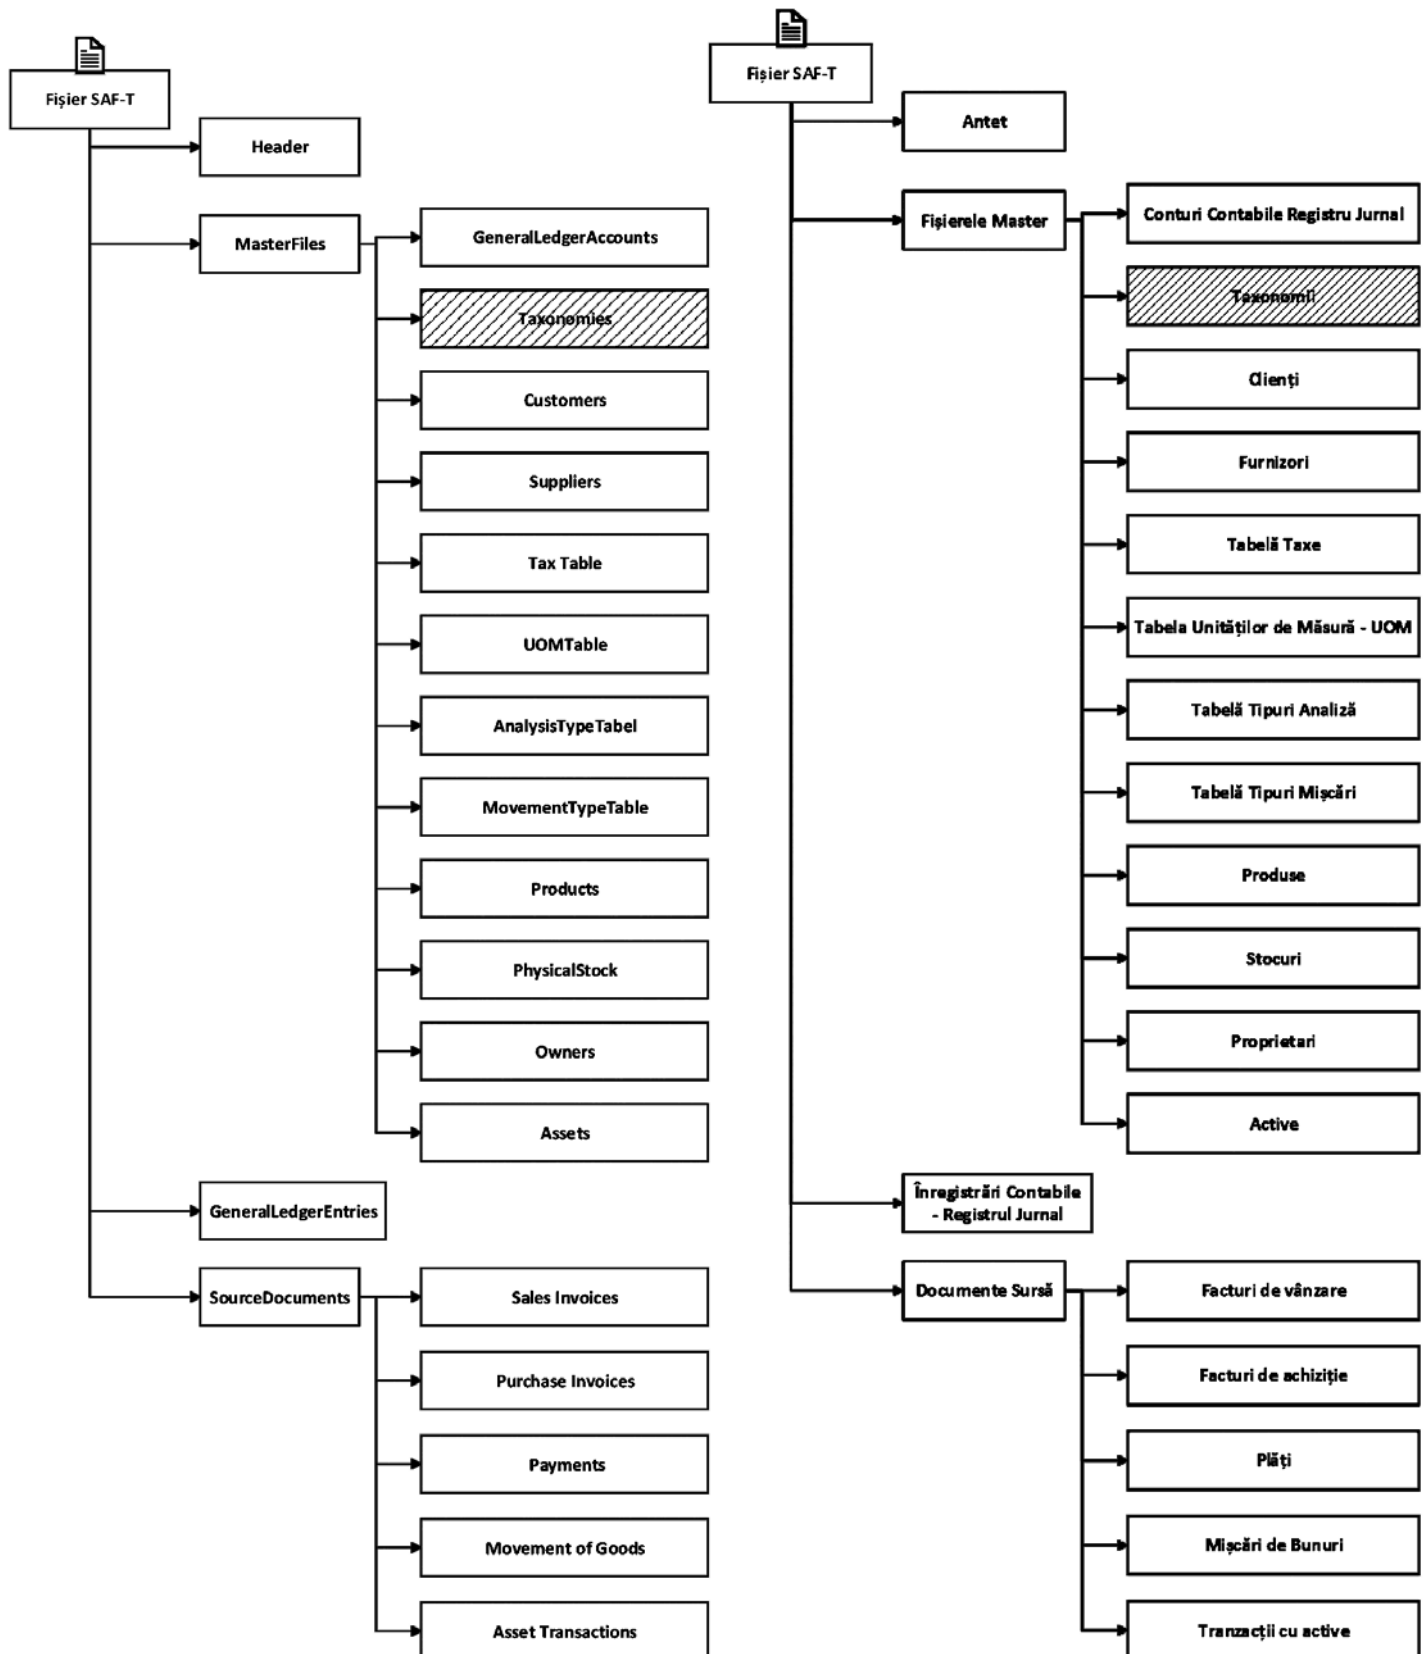 Fișier SAF-T
Header
MasterFiles
GeneralLedgerAccounts
Taxonomies
Customers
Suppliers
Tax Table
UOMTable
AnalysisTypeTabel
MovementTypeTable
Products
PhysicalStock
Owners
Assets
GeneralLedgerEntries
SourceDocuments
Sales Invoices
Purchase Invoices
Payments
Movement of Goods
Asset Transactions
Fișier SAF-T
Antet
Fișierele Master
Conturi Contabile Registru Jurnal
Taxonomii
Clienți
Furnizori
Tabelă Taxe
Tabela Unităților de Măsură - UOM
Tabelă Tipuri Analiză
Tabelă Tipuri Mișcări
Produse
Stocuri
Proprietari
Active
Înregistrări Contabile
- Registrul Jurnal
Documente Sursă
Facturi de vânzare
Facturi de achiziție
Plăți
Mișcări de Bunuri
Tranzacții cu active